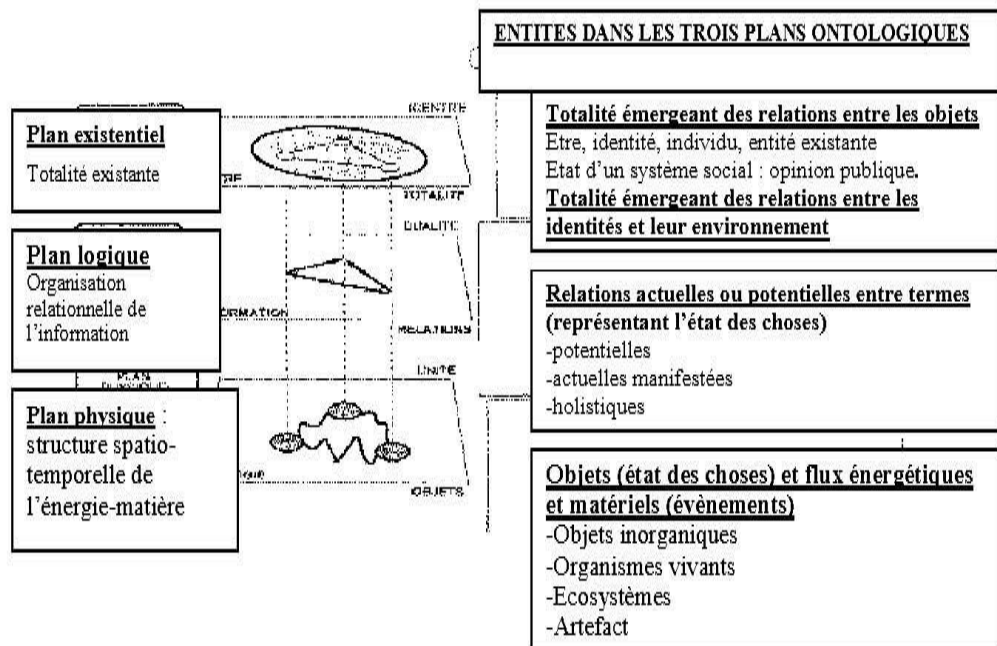 ENTITES DANS LES TROIS PLANS ONTOLOGIQUES
Plan existentiel
Totalité existante
TOTALITE
Totalité émergeant des relations entre les objets
Etre, identité, individu, entité existante
Etat d’un système social : opinion publique.
Totalité émergeant des relations entre les
identités et leur environnement
Plan logique
Organisation
relationnelle de
l’information
RELATIONS
Relations actuelles ou potentielles entre termes
(représentant l’état des choses)
-potentielles
-actuelles manifestées
-holistiques
UNITE
Plan physique :
structure spatio-
temporelle de
l’énergie-matière
OBJETS
Objets (état des choses) et flux énergétiques
et matériels (évènements)
-Objets inorganiques
-Organismes vivants
-Ecosystèmes
-Artefact